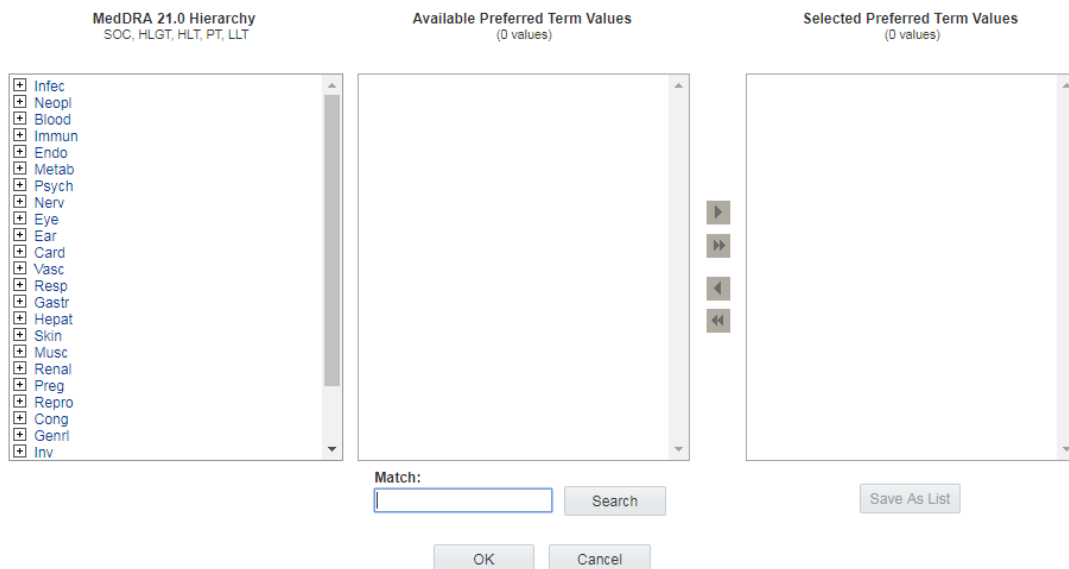 MedDRA 21.0 Hierarchy
SOC, HLGT, HLT, PT, LLT
Available Preferred Term Values
(0 values)
Selected Preferred Term Values
(0 values)
Infec
Neopl
Blood
Immun
Endo
Metab
Psych
Nerv
Eye
Ear
Card
Vasc
Resp
Gastr
Hepat
Skin
Musc
Renal
Preg
Repro
Cong
Genrl
Inv
Match:
Search
Save As List
OK
Cancel